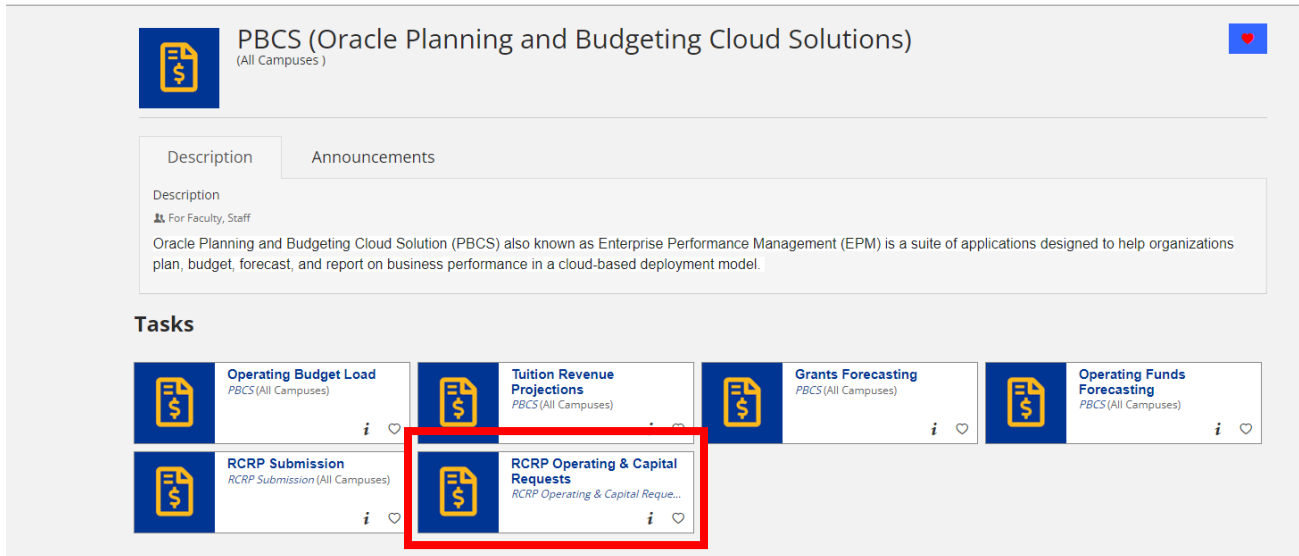 PBCS (Oracle Planning and Budgeting Cloud Solutions)
(All Campuses )
Description
Announcements
Description
For Faculty, Staff
Oracle Planning and Budgeting Cloud Solution (PBCS) also known as Enterprise Performance Management (EPM) is a suite of applications designed to help organizations
plan, budget, forecast, and report on business performance in a cloud-based deployment model.
Tasks
Operating Budget Load
PBCS (All Campuses)
i
Tuition Revenue
Projections
PBCS (All Campuses)
Grants Forecasting
PBCS (All Campuses)
i
Operating Funds
Forecasting
PBCS (All Campuses)
i
RCRP Submission
RCRP Submission (All Campuses)
i
RCRP Operating & Capital
Requests
RCRP Operating & Capital Reque...
i